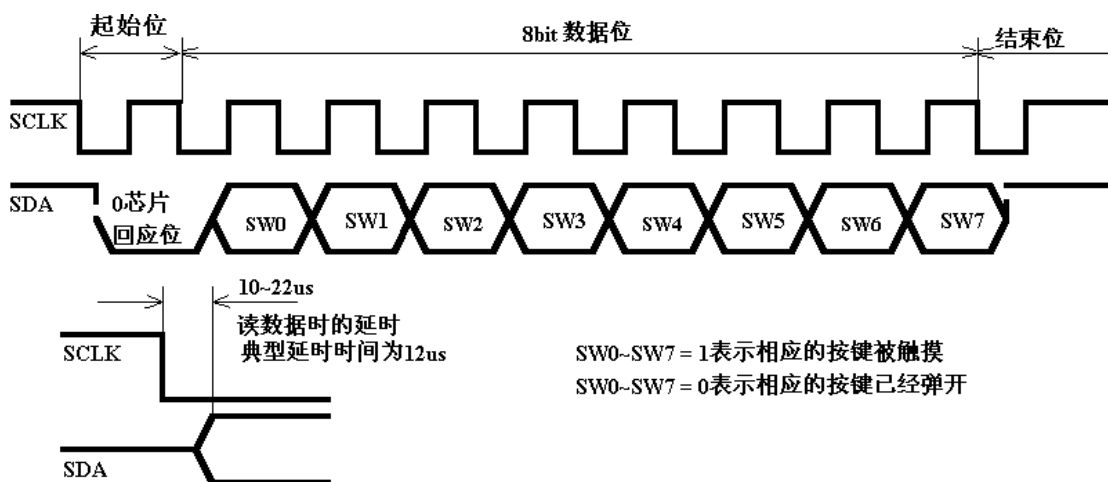 起始位
8bit 数据位
结束位
SCLK
SDA
0芯片
回应位
SW0
SW1
SW2
SW3
SW4
SW5
SW6
SW7
10~22us
读数据时的延时
典型延时时间为12us
SCLK
SDA
SW0~SW7 = 1表示相应的按键被触摸
SW0~SW7 = 0表示相应的按键已经弹开